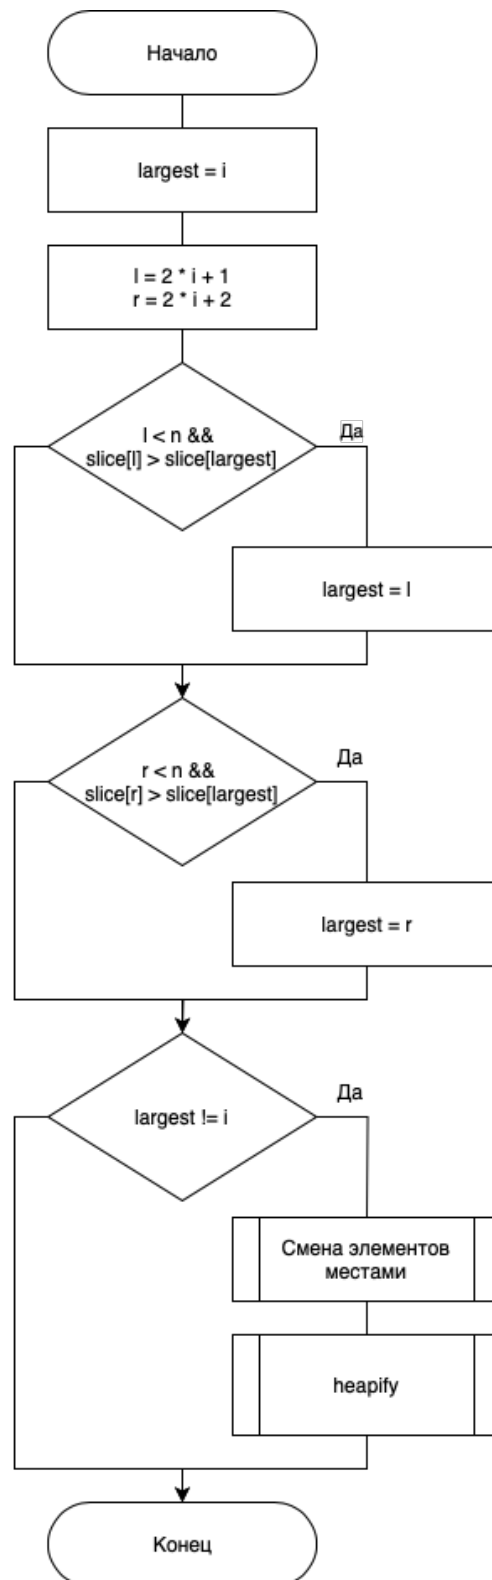 Начало
largest = i
l = 2 * i + 1
r = 2 * i + 2
l < n &&
slice[l] > slice[largest]
Да
largest = l
r < n &&
slice[r] > slice[largest]
Да
largest = r
largest != i
Да
Смена элементов
местами
heapify
Конец